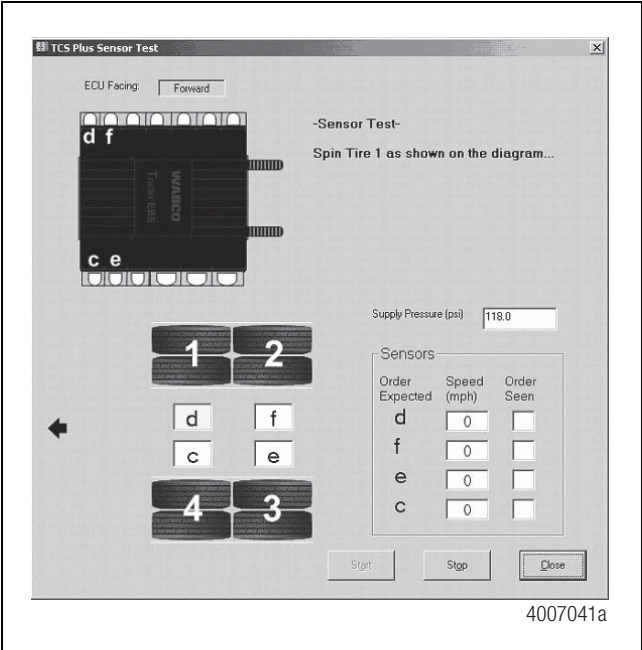 TCS Plus Sensor Test
ECU Facing: Forward
d f
WABCO
Trailer EBS
c e
-Sensor Test-
Spin Tire 1 as shown on the diagram...
Supply Pressure (psi) 118.0
1 2
d f
c e
4 3
Sensors
Order Expected Speed (mph) Order Seen
d 0
f 0
e 0
c 0
Start Stop Close
4007041a